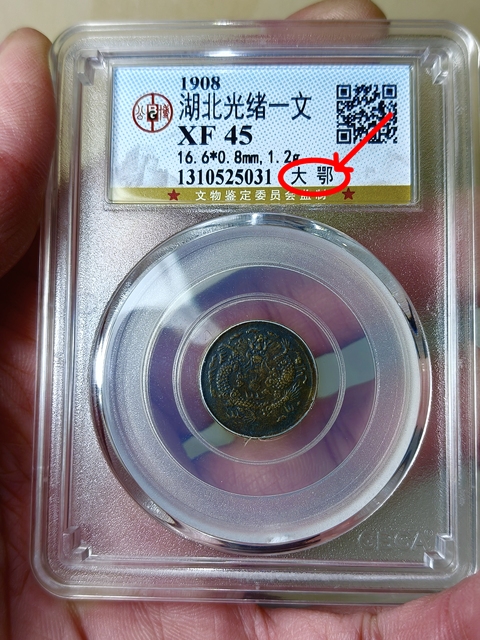 1908
湖北光绪一文
XF 45
16.6*0.8mm,1.2g
1310525031 大鄂
文物鉴定委员会监制